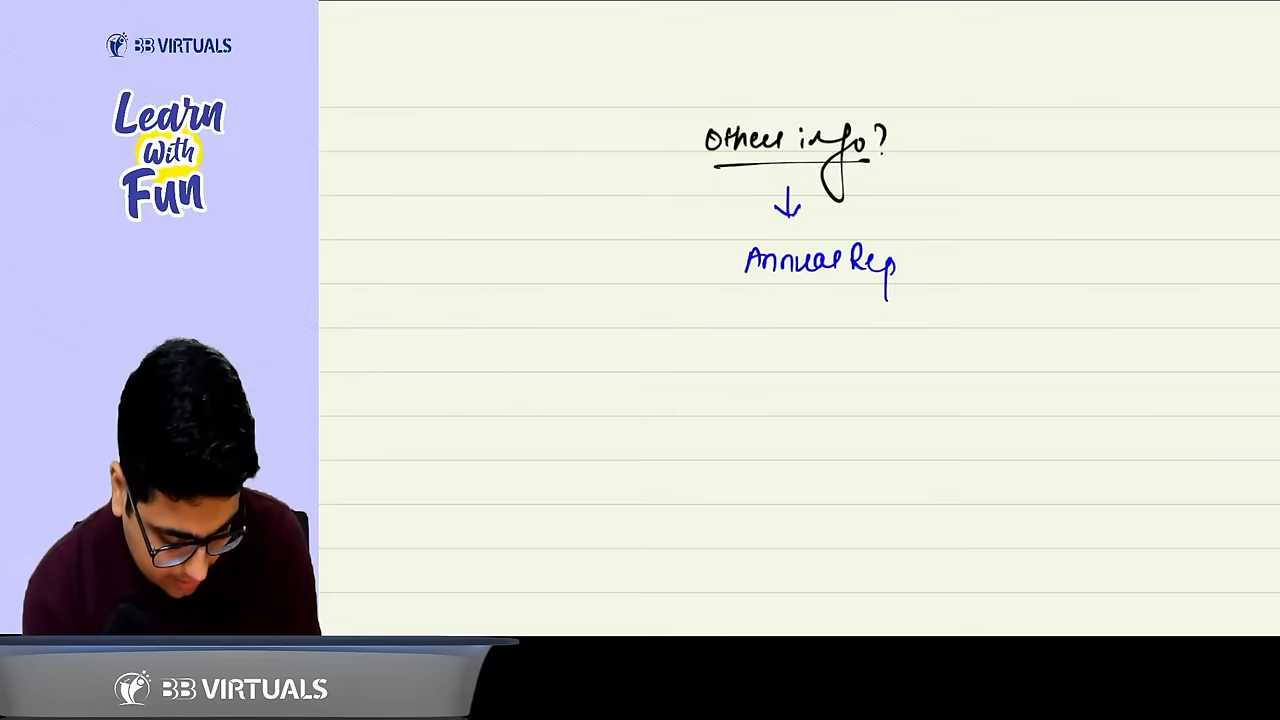 BB VIRTUALS
Learn
With
Fun
Other info?
Annual Rep
BB VIRTUALS